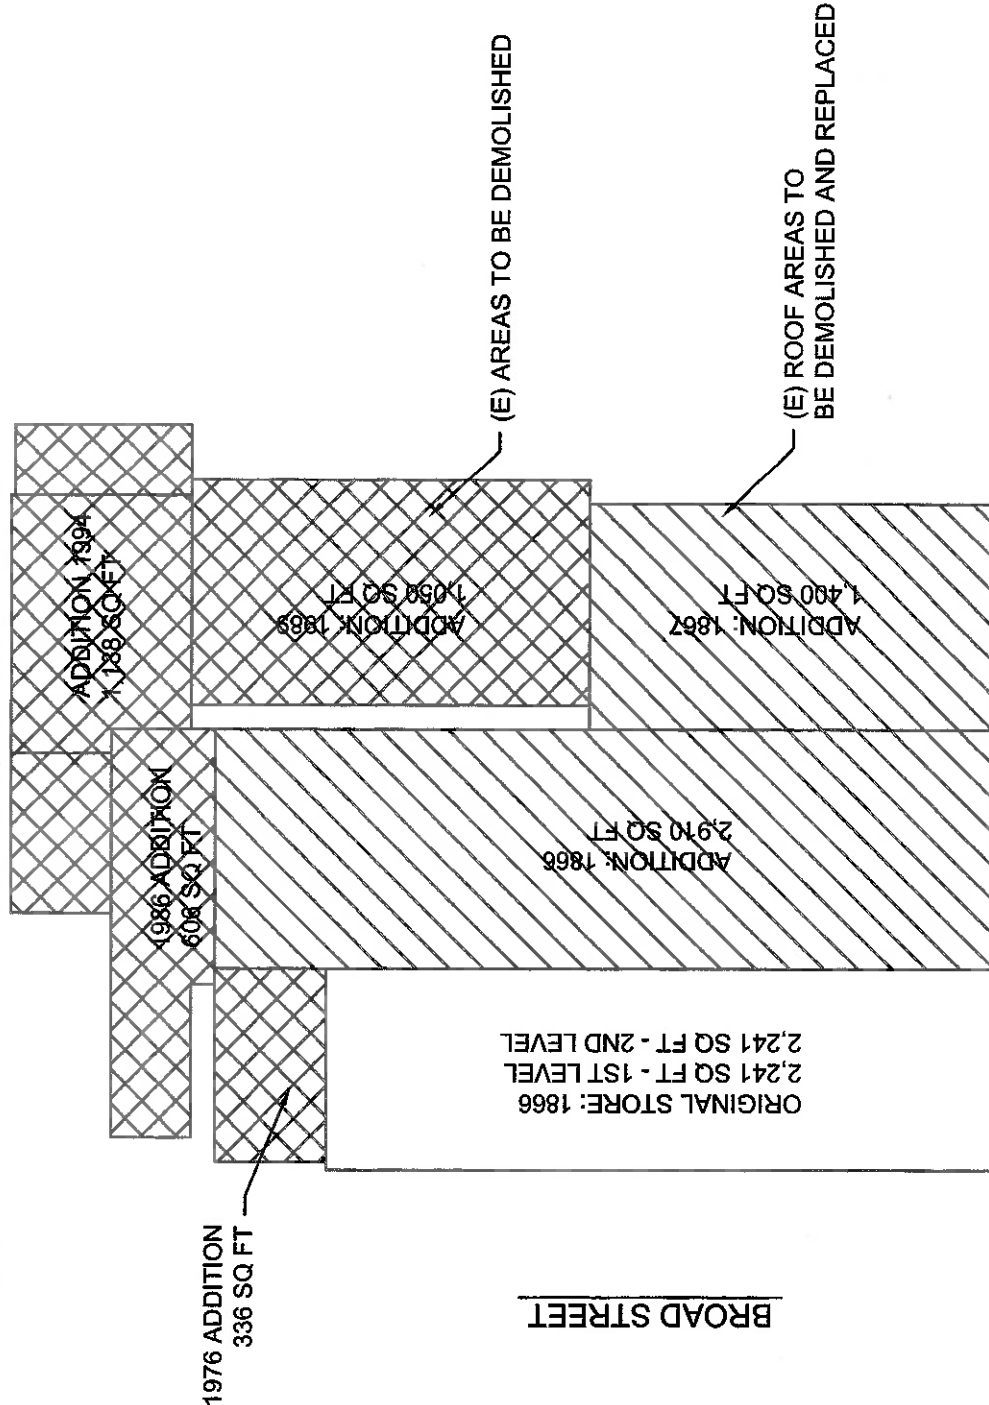 (E) AREAS TO BE DEMOLISHED
(E) ROOF AREAS TO
BE DEMOLISHED AND REPLACED
ADDITION 1994
1,188 SQ FT
ADDITION: 1989
1,050 SQ FT
ADDITION: 1867
1,400 SQ FT
1986 ADDITION
606 SQ FT
ADDITION: 1866
2,910 SQ FT
ORIGINAL STORE: 1866
2,241 SQ FT - 1ST LEVEL
2,241 SQ FT - 2ND LEVEL
1976 ADDITION
336 SQ FT
BROAD STREET